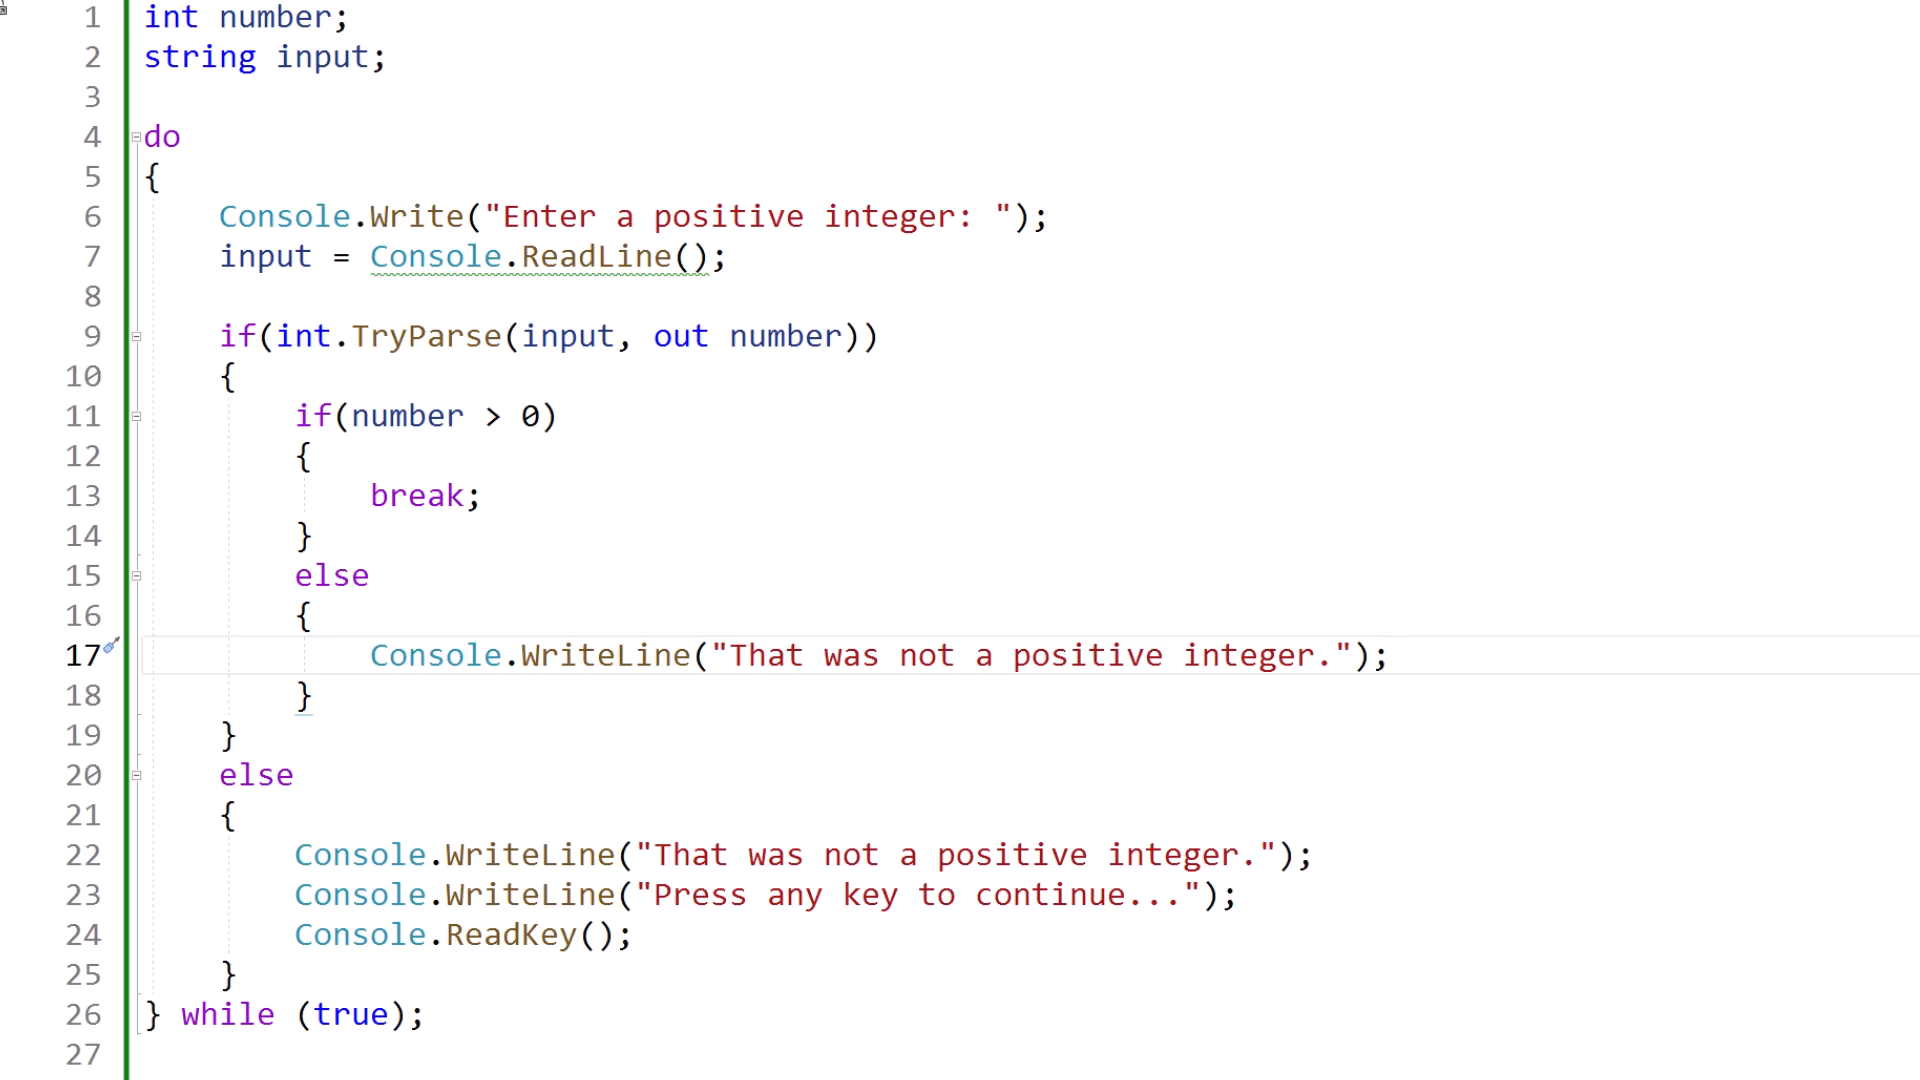 1 int number;
2 string input;
3
4 do
5 {
6 Console.Write("Enter a positive integer: ");
7 input = Console.ReadLine();
8
9 if(int.TryParse(input, out number))
10 {
11 if(number > 0)
12 {
13 break;
14 }
15 else
16 {
17 Console.WriteLine("That was not a positive integer.");
18 }
19 }
20 else
21 {
22 Console.WriteLine("That was not a positive integer.");
23 Console.WriteLine("Press any key to continue...");
24 Console.ReadKey();
25 }
26 } while (true);
27